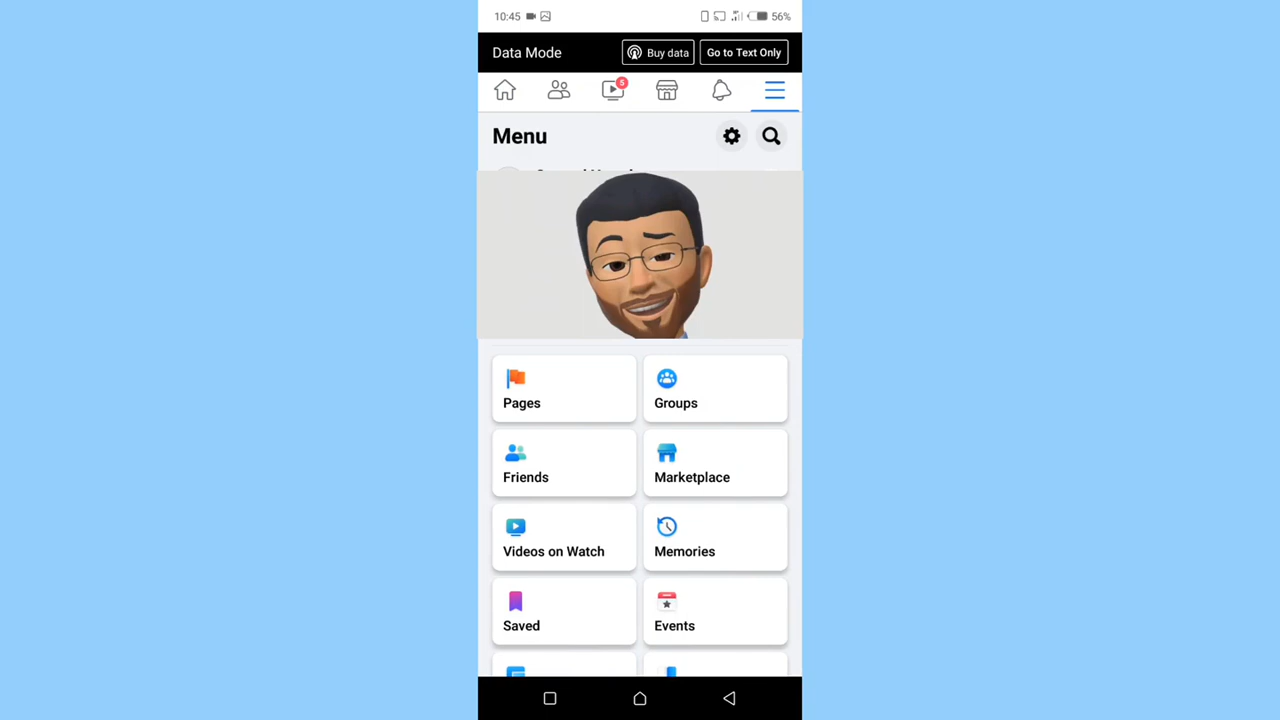 10:45 56%
Data Mode Buy data Go to Text Only
5
Menu
Pages Groups
Friends Marketplace
Videos on Watch Memories
Saved Events